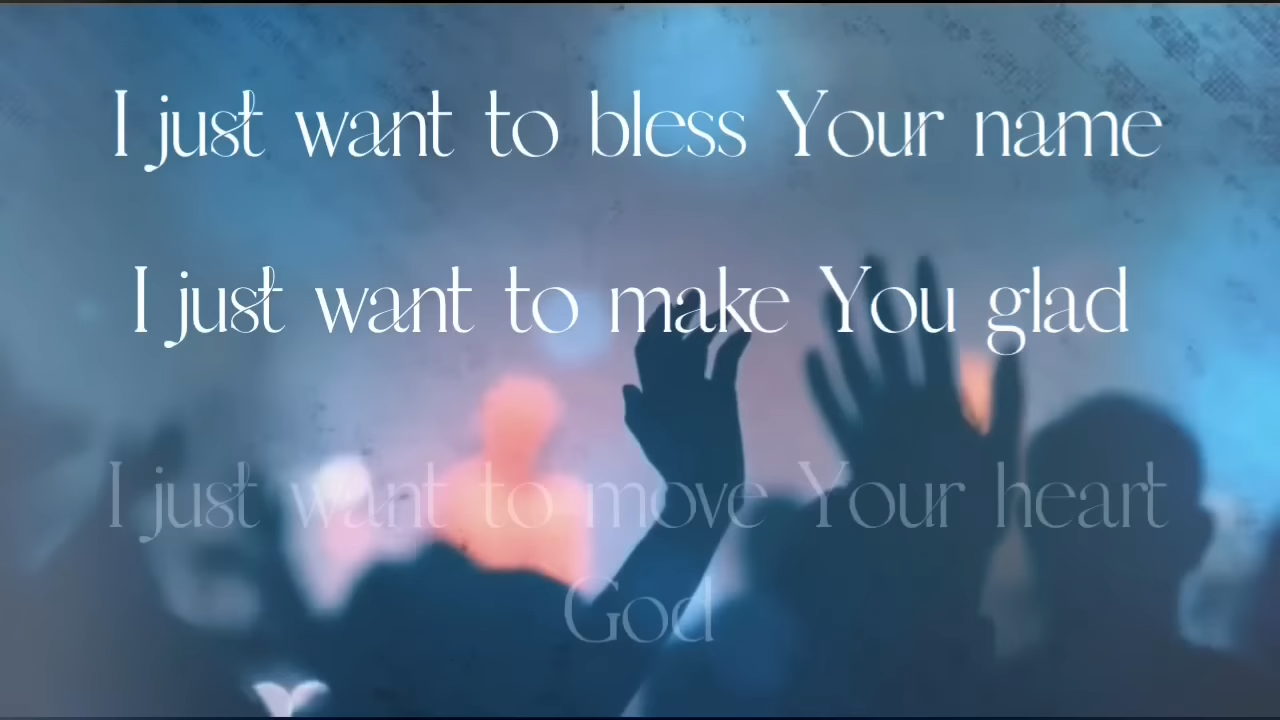 I just want to bless Your name
I just want to make You glad
I just want to move Your heart
God